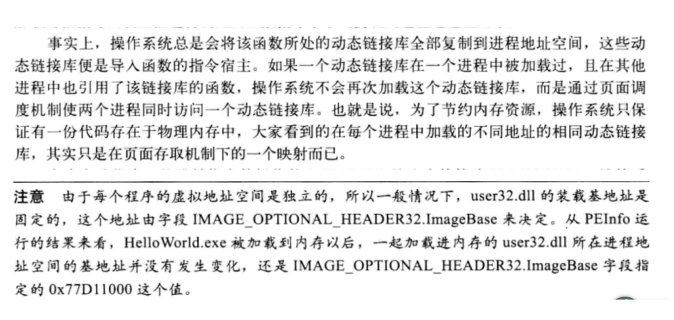 事实上，操作系统总是会将该函数所处的动态链接库全部复制到进程地址空间，这些动
态链接库便是导入函数的指令宿主。如果一个动态链接库在一个进程中被加载过，且在其他
进程中也引用了该链接库的函数，操作系统不会再次加载这个动态链接库，而是通过页面调
度机制使两个进程同时访问一个动态链接库。也就是说，为了节约内存资源，操作系统只保
证有一份代码存在于物理内存中，大家看到的在每个进程中加载的不同地址的相同动态链接
库，其实只是在页面存取机制下的一个映射而已。
注意 由于每个程序的虚拟地址空间是独立的，所以一般情况下，user32.dll 的装载基地址是
固定的，这个地址由字段 IMAGE_OPTIONAL_HEADER32.ImageBase 来决定。从 PEInfo 运
行的结果来看，HelloWorld.exe 被加载到内存以后，一起加载进内存的 user32.dll 所在进程地
址空间的基地址并没有发生变化，还是 IMAGE_OPTIONAL_HEADER32.ImageBase 字段指
定的 0x77D11000 这个值。